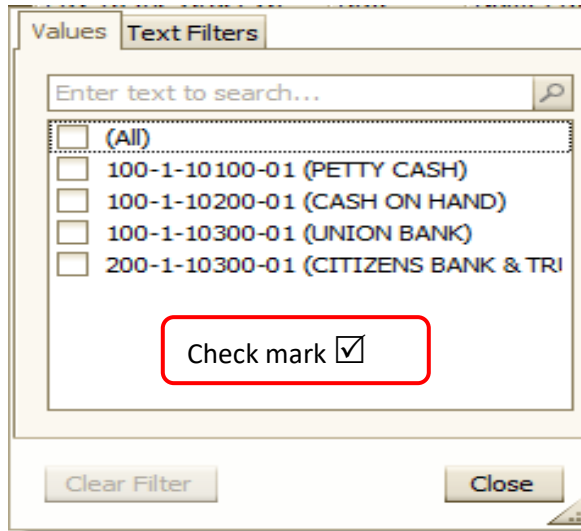 Values Text Filters
Enter text to search...
(All)
100-1-10100-01 (PETTY CASH)
100-1-10200-01 (CASH ON HAND)
100-1-10300-01 (UNION BANK)
200-1-10300-01 (CITIZENS BANK &
Check mark ☑
Clear Filter Close